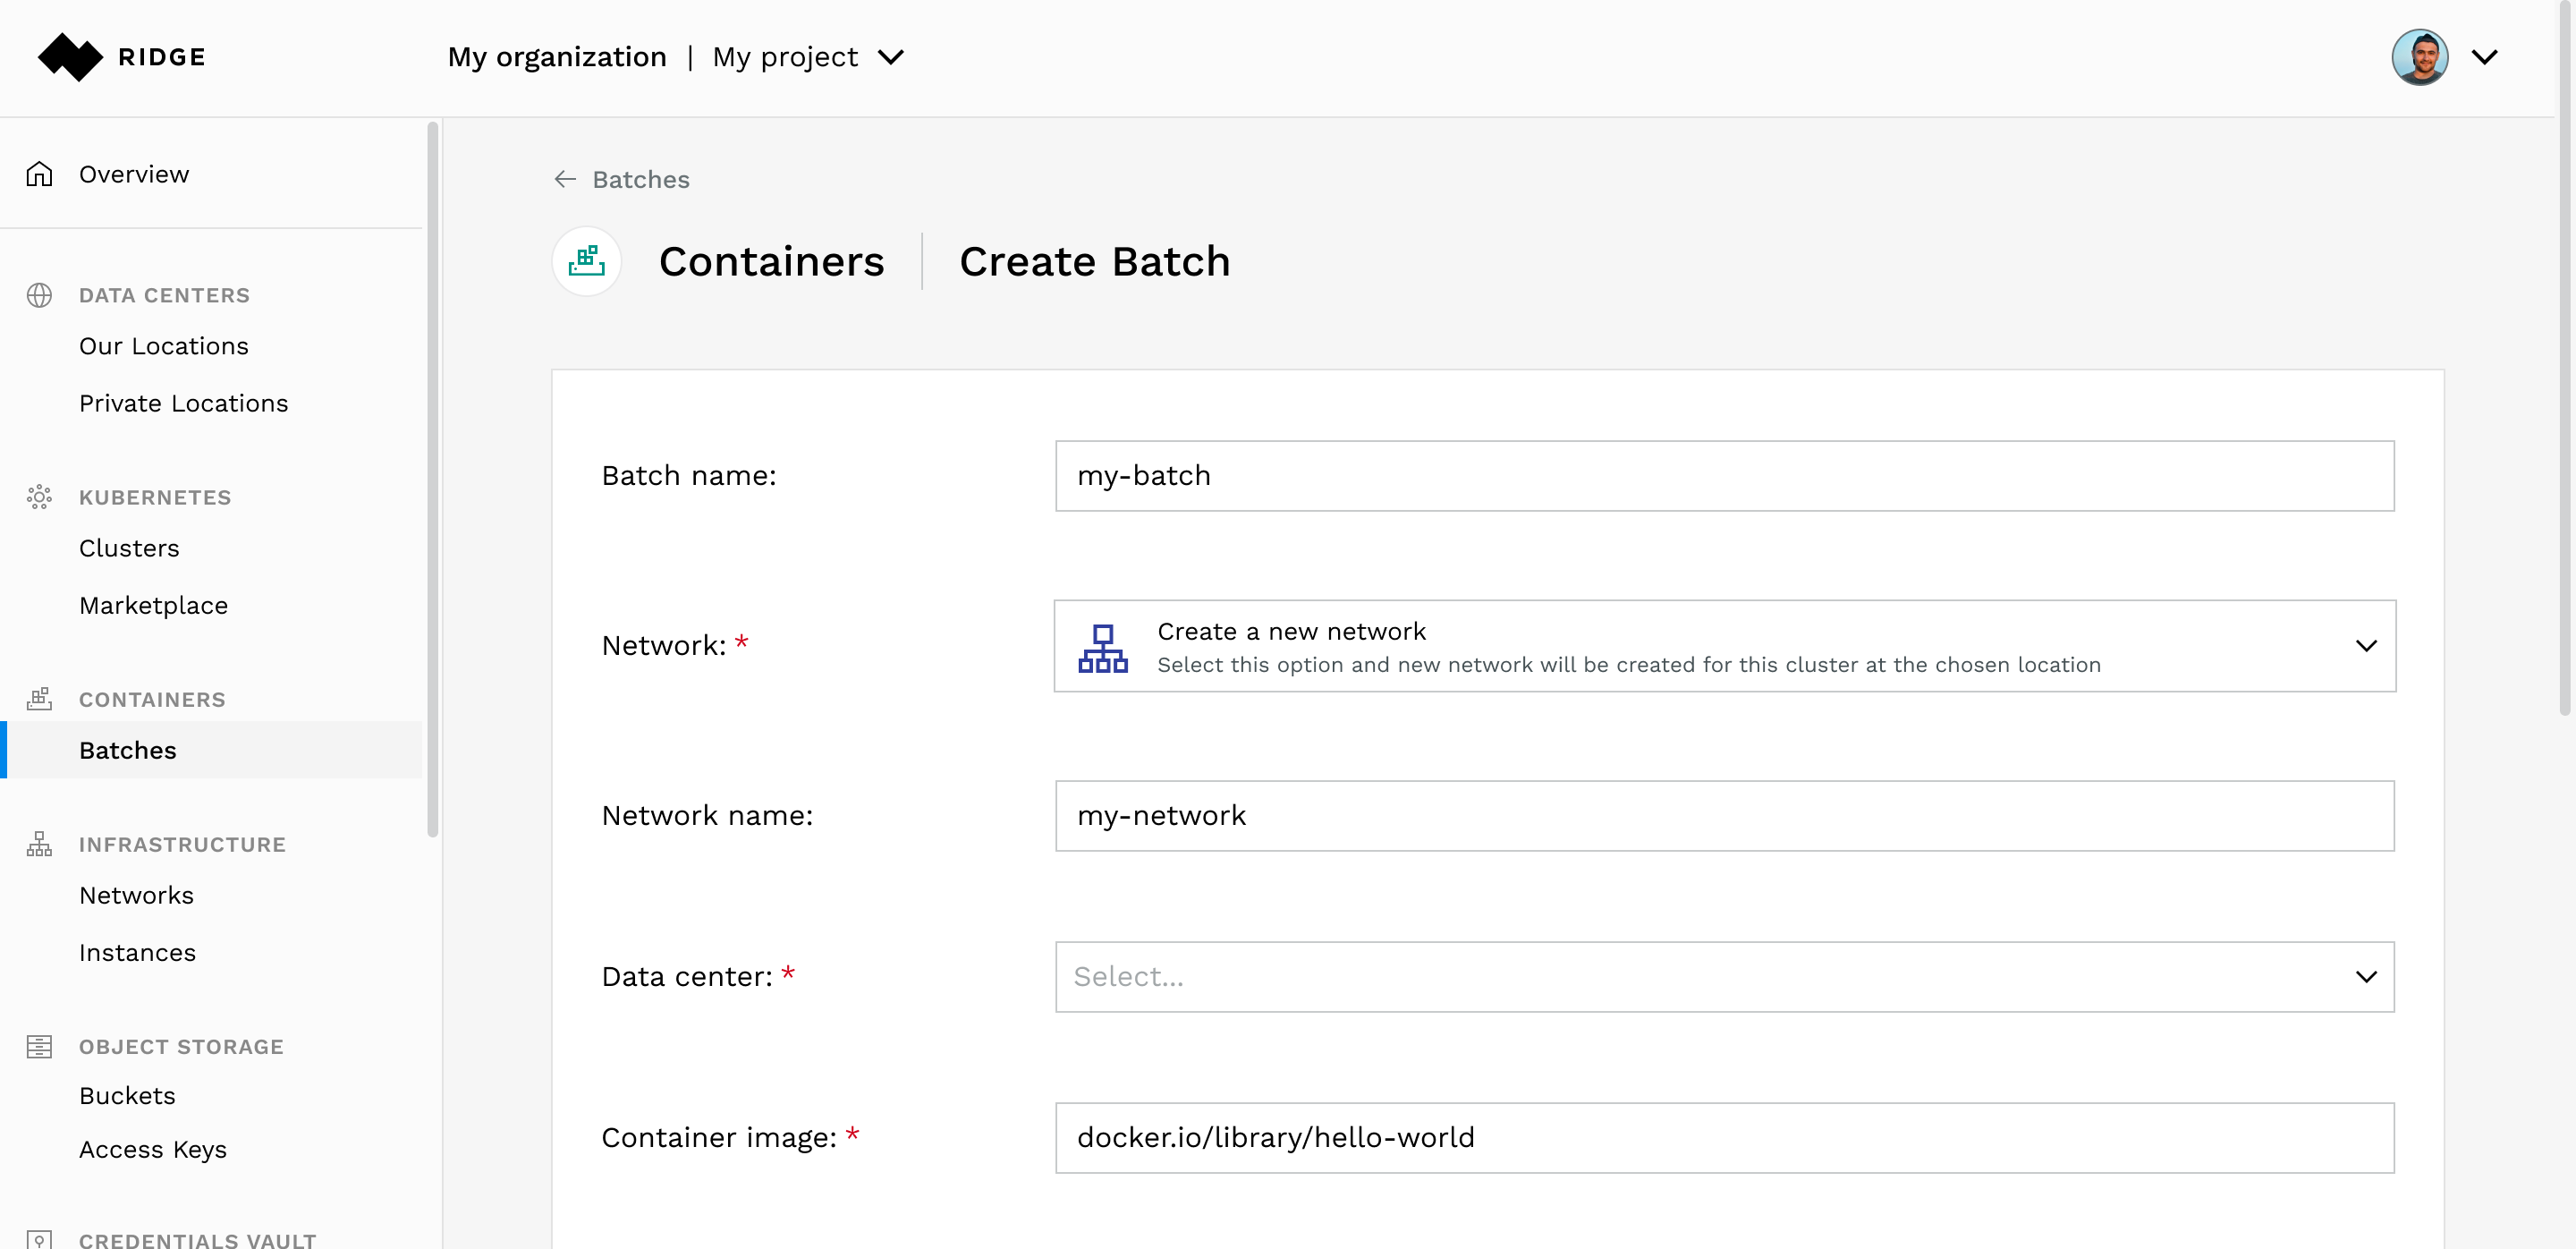 RIDGE
My organization | My project
Overview
DATA CENTERS
Our Locations
Private Locations
KUBERNETES
Clusters
Marketplace
CONTAINERS
Batches
INFRASTRUCTURE
Networks
Instances
OBJECT STORAGE
Buckets
Access Keys
CREDENTIALS VAULT
← Batches
Containers | Create Batch
Batch name: my-batch
Network: * Create a new network
Select this option and new network will be created for this cluster at the chosen location
Network name: my-network
Data center: * Select...
Container image: * docker.io/library/hello-world